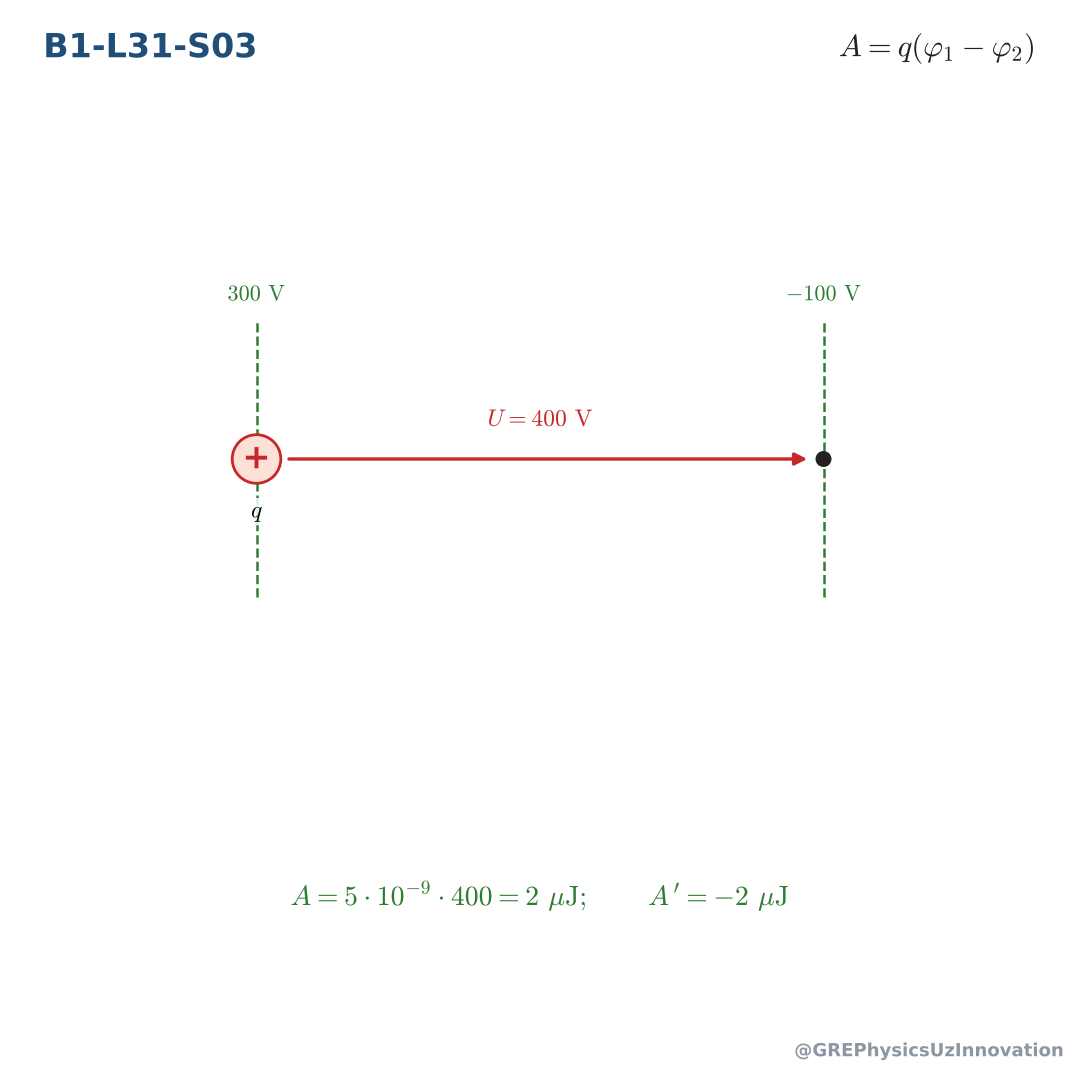 B1-L31-S03
A = q(φ₁ − φ₂)
300 V
−100 V
U = 400 V
+
q
A = 5 · 10⁻⁹ · 400 = 2 μJ; A′ = −2 μJ
@GREPhysicsUzInnovation